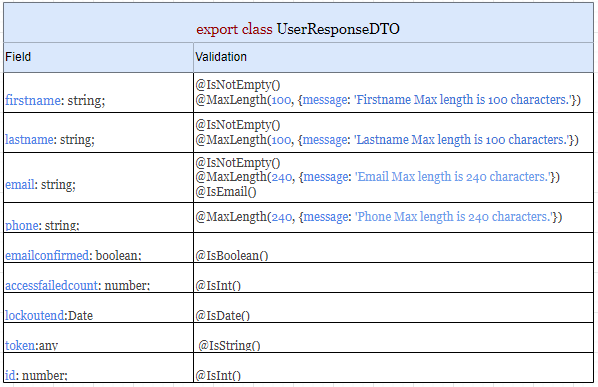 export class UserResponseDTO
Field Validation
@IsNotEmpty()
firstname: string; @MaxLength(100, {message: 'Firstname Max length is 100 characters.'})
@IsNotEmpty()
lastname: string; @MaxLength(100, {message: 'Lastname Max length is 100 characters.'})
@IsNotEmpty()
@MaxLength(240, {message: 'Email Max length is 240 characters.'})
email: string; @IsEmail()
@MaxLength(240, {message: 'Phone Max length is 240 characters.'})
phone: string;
emailconfirmed: boolean; @IsBoolean()
accessfailedcount: number; @IsInt()
lockoutend:Date @IsDate()
token:any @IsString()
id: number; @IsInt()